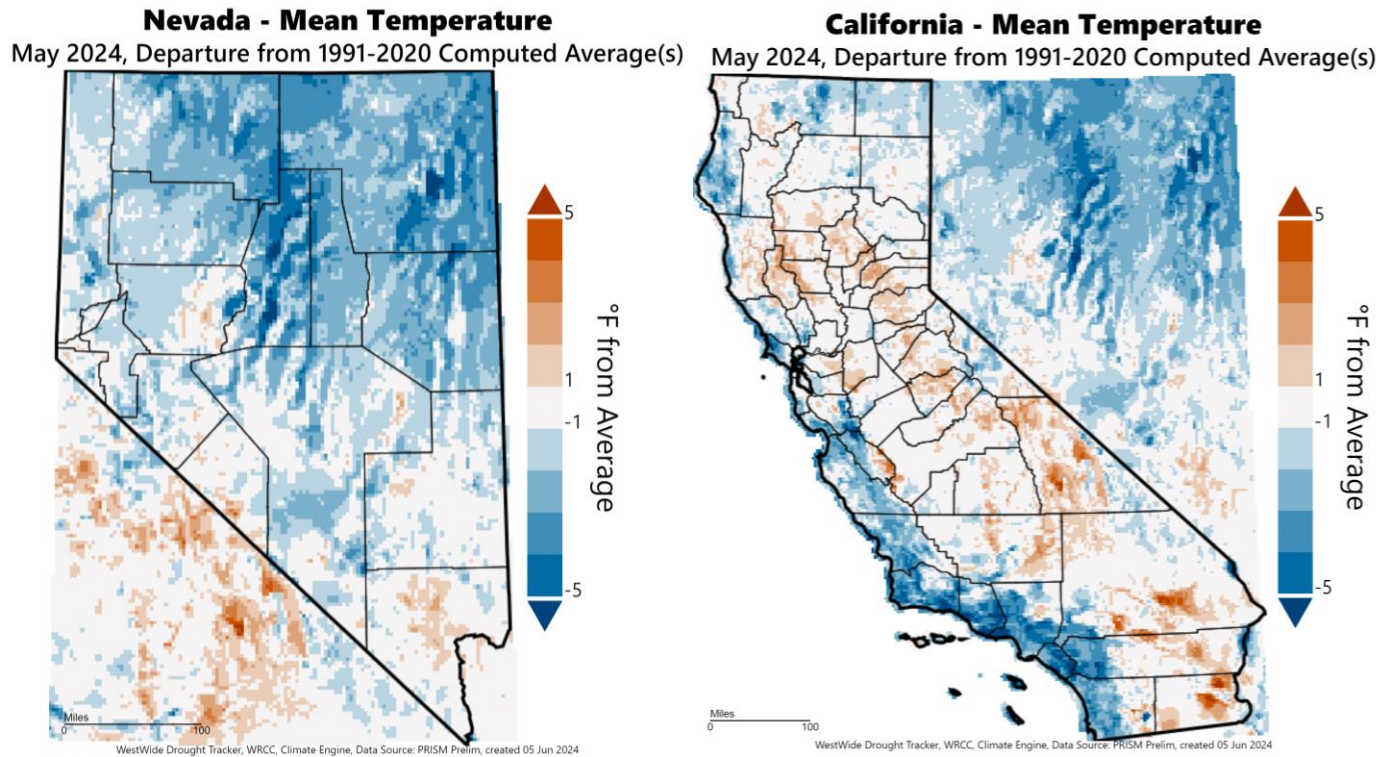 Nevada - Mean Temperature
May 2024, Departure from 1991-2020 Computed Average(s)
5
1
-1
-5
°F from Average
Miles
0 100
WestWide Drought Tracker, WRCC, Climate Engine, Data Source: PRISM Prelim, created 05 Jun 2024
California - Mean Temperature
May 2024, Departure from 1991-2020 Computed Average(s)
5
1
-1
-5
°F from Average
Miles
0 100
WestWide Drought Tracker, WRCC, Climate Engine, Data Source: PRISM Prelim, created 05 Jun 2024